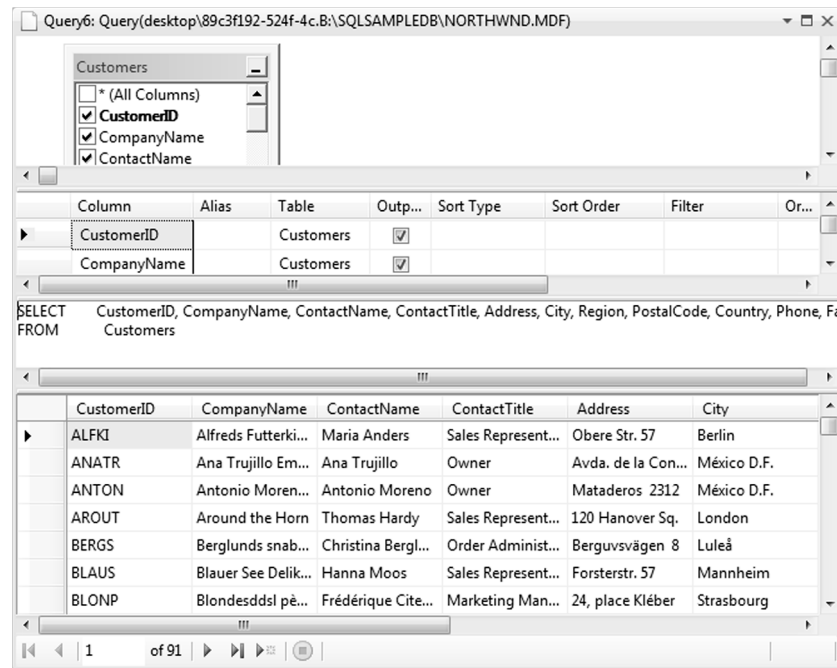 Query6: Query(desktop\89c3f192-524f-4c.B:\SQLSAMPLEDB\NORTHWND.MDF)
Customers
* (All Columns)
CustomerID
CompanyName
ContactName
Column Alias Table Outp... Sort Type Sort Order Filter Or...
CustomerID Customers
CompanyName Customers
SELECT CustomerID, CompanyName, ContactName, ContactTitle, Address, City, Region, PostalCode, Country, Phone, Fa
FROM Customers
CustomerID CompanyName ContactName ContactTitle Address City
ALFKI Alfreds Futterki... Maria Anders Sales Represent... Obere Str. 57 Berlin
ANATR Ana Trujillo Em... Ana Trujillo Owner Avda. de la Con... México D.F.
ANTON Antonio Moren... Antonio Moreno Owner Mataderos 2312 México D.F.
AROUT Around the Horn Thomas Hardy Sales Represent... 120 Hanover Sq. London
BERGS Berglunds snab... Christina Bergl... Order Administ... Berguvsvägen 8 Luleå
BLAUS Blauer See Delik... Hanna Moos Sales Represent... Forsterstr. 57 Mannheim
BLONP Blondesddsl pè... Frédérique Cite... Marketing Man... 24, place Kléber Strasbourg
1 of 91